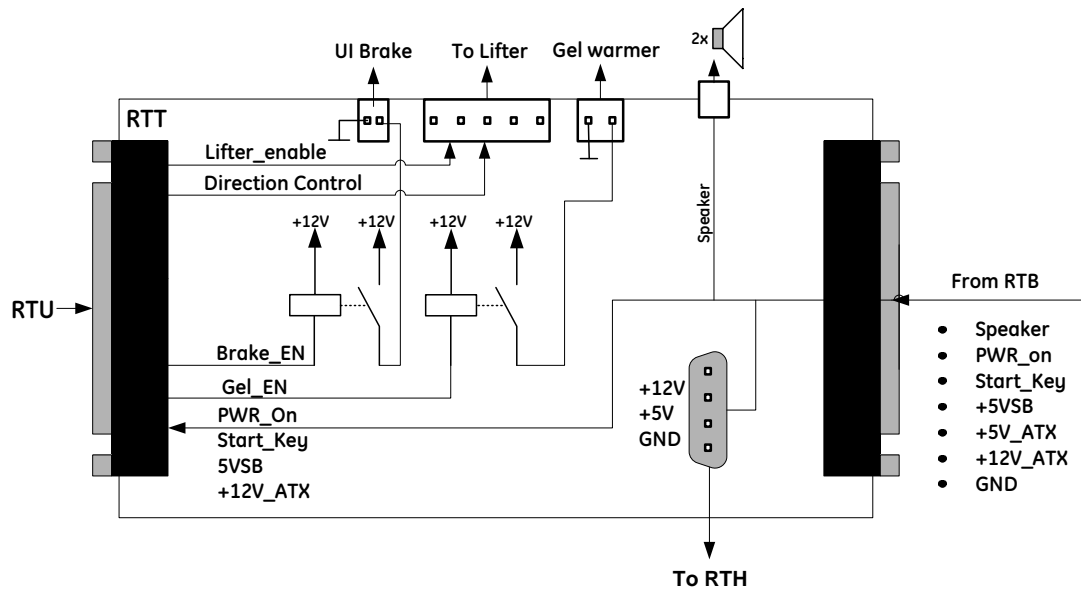 2x
UI Brake
To Lifter
Gel warmer
RTT
Lifter_enable
Direction Control
+12V
+12V
+12V
+12V
Speaker
RTU
From RTB
Speaker
PWR_on
Start_Key
+5VSB
+5V_ATX
+12V_ATX
GND
Brake_EN
Gel_EN
PWR_On
Start_Key
5VSB
+12V_ATX
+12V
+5V
GND
To RTH